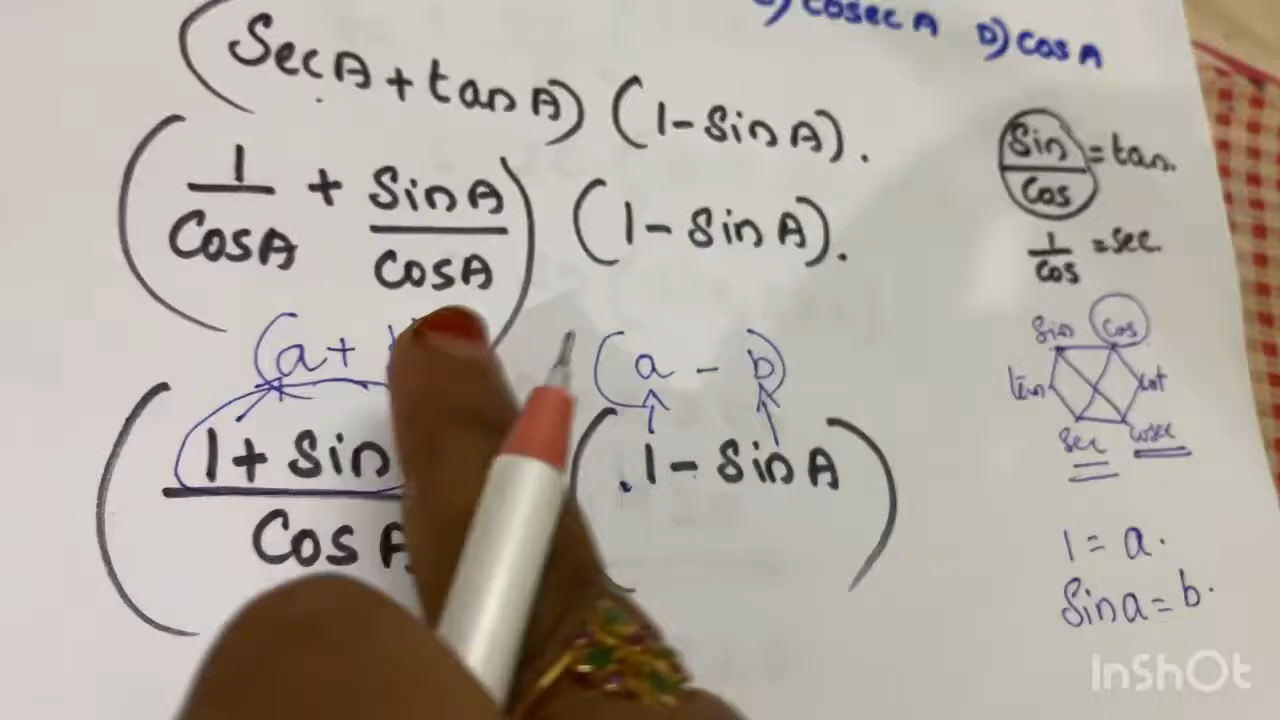 cosec A D) cos A
(Sec A + tan A) (1 - Sin A).
(1/Cos A + Sin A/Cos A) (1 - Sin A).
(a + (a - b)
(1 + Sin / Cos A (1 - Sin A)
Sin/Cos = tan.
1/Cos = Sec
Sin Cos
tan Cot
Sec Cosec
1 = a.
Sin a = b.
InShOt